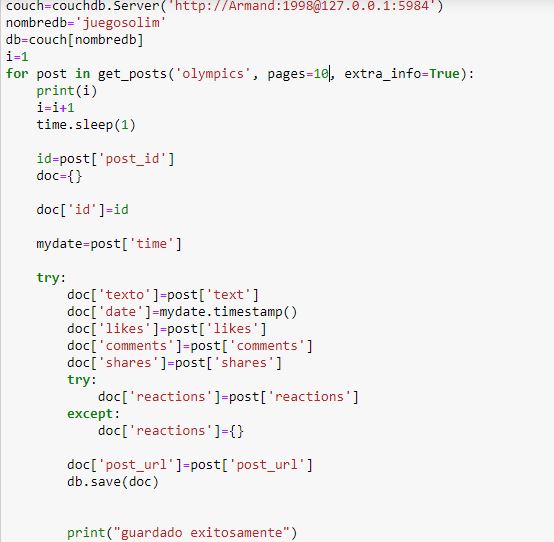 couch=couchdb.Server('http://Armand:1998@127.0.0.1:5984')
nombredb='juegosolim'
db=couch[nombredb]
i=1
for post in get_posts('olympics', pages=10, extra_info=True):
    print(i)
    i=i+1
    time.sleep(1)

    id=post['post_id']
    doc={}

    doc['id']=id

    mydate=post['time']

    try:
        doc['texto']=post['text']
        doc['date']=mydate.timestamp()
        doc['likes']=post['likes']
        doc['comments']=post['comments']
        doc['shares']=post['shares']
        try:
            doc['reactions']=post['reactions']
        except:
            doc['reactions']={}

        doc['post_url']=post['post_url']
        db.save(doc)


        print("guardado exitosamente")